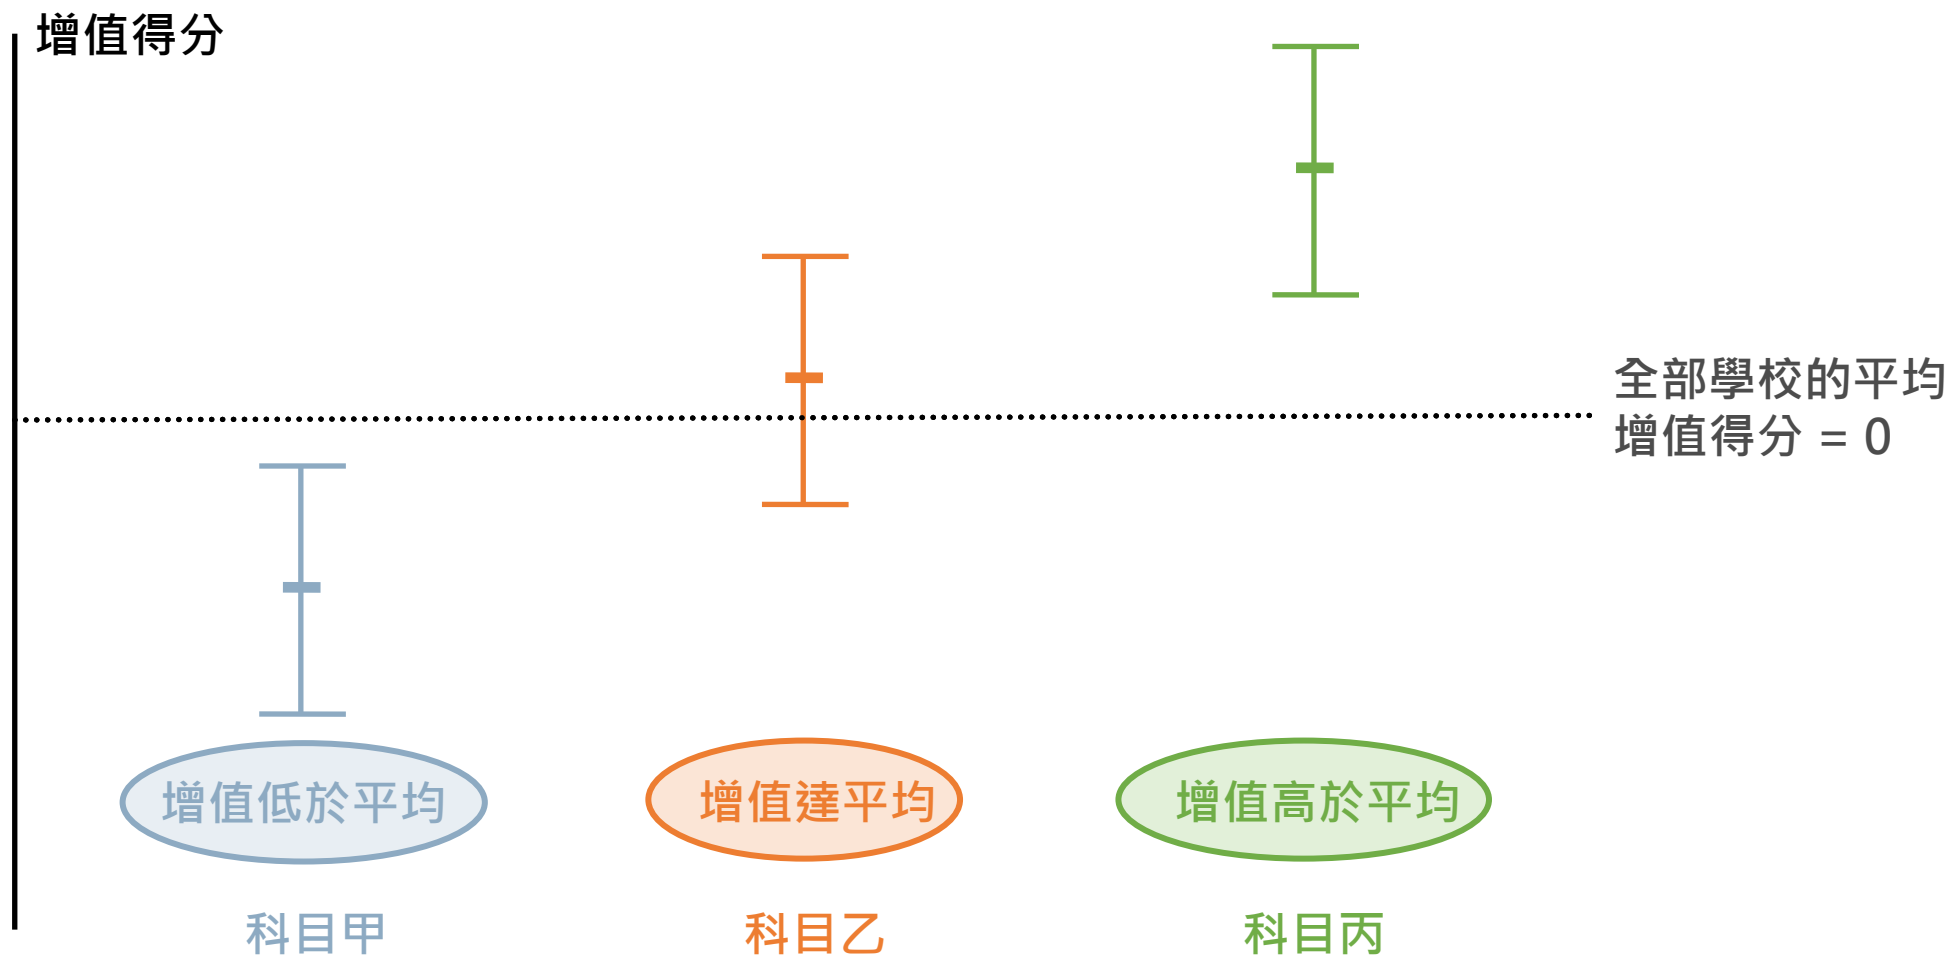 增值得分
全部學校的平均
增值得分 = 0
增值低於平均
增值達平均
增值高於平均
科目甲
科目乙
科目丙